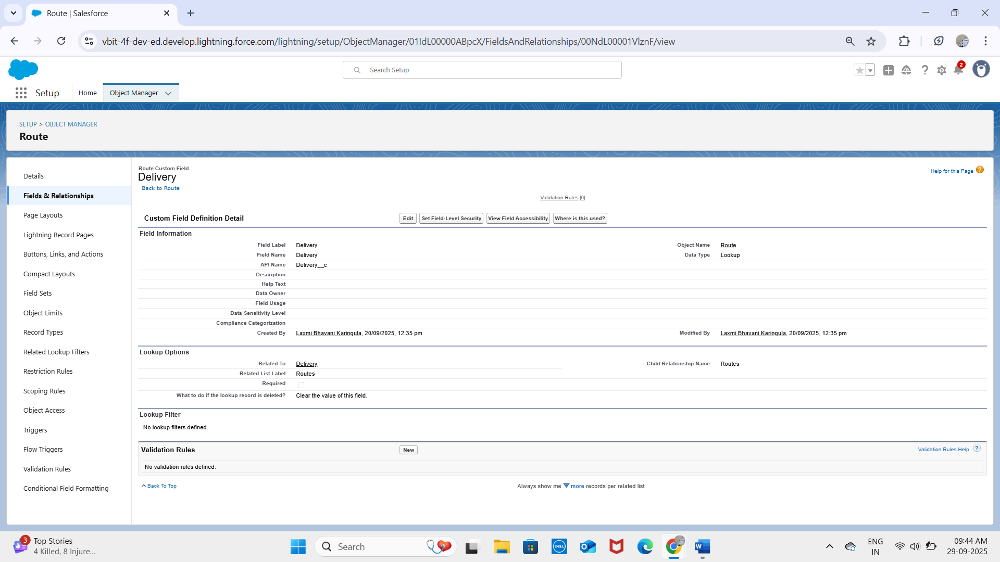 Route | Salesforce
vbit-4f-dev-ed.develop.lightning.force.com/lightning/setup/ObjectManager/01IdL00000ABpcX/FieldsAndRelationships/00NdL00001VlznF/view
Search Setup
2
Setup
Home
Object Manager
SETUP > OBJECT MANAGER
Route
Details
Fields & Relationships
Page Layouts
Lightning Record Pages
Buttons, Links, and Actions
Compact Layouts
Field Sets
Object Limits
Record Types
Related Lookup Filters
Restriction Rules
Scoping Rules
Object Access
Triggers
Flow Triggers
Validation Rules
Conditional Field Formatting
Route Custom Field
Delivery
Back to Route
Help for this Page ?
Validation Rules [0]
Custom Field Definition Detail Edit Set Field-Level Security View Field Accessibility Where is this used?
Field Information
Field Label Delivery Object Name Route
Field Name Delivery Data Type Lookup
API Name Delivery__c
Description
Help Text
Data Owner
Field Usage
Data Sensitivity Level
Compliance Categorization
Created By Laxmi Bhavani Karingula, 20/09/2025, 12:35 pm Modified By Laxmi Bhavani Karingula, 20/09/2025, 12:35 pm
Lookup Options
Related To Delivery Child Relationship Name Routes
Related List Label Routes
Required
What to do if the lookup record is deleted? Clear the value of this field.
Lookup Filter
No lookup filters defined.
Validation Rules New Validation Rules Help ?
No validation rules defined.
Back To Top Always show me more records per related list
3
Top Stories
4 Killed, 8 Injure...
Search
DELL
W
ENG
IN
09:44 AM
29-09-2025